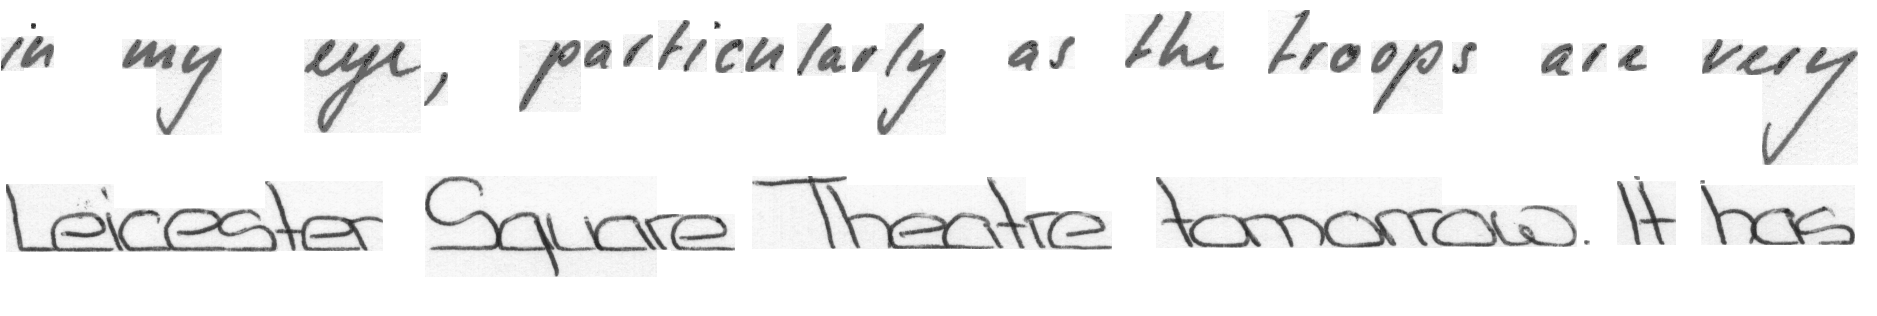 in my eye, particularly as the troops are very
Leicester Square Theatre tomorrow. It has